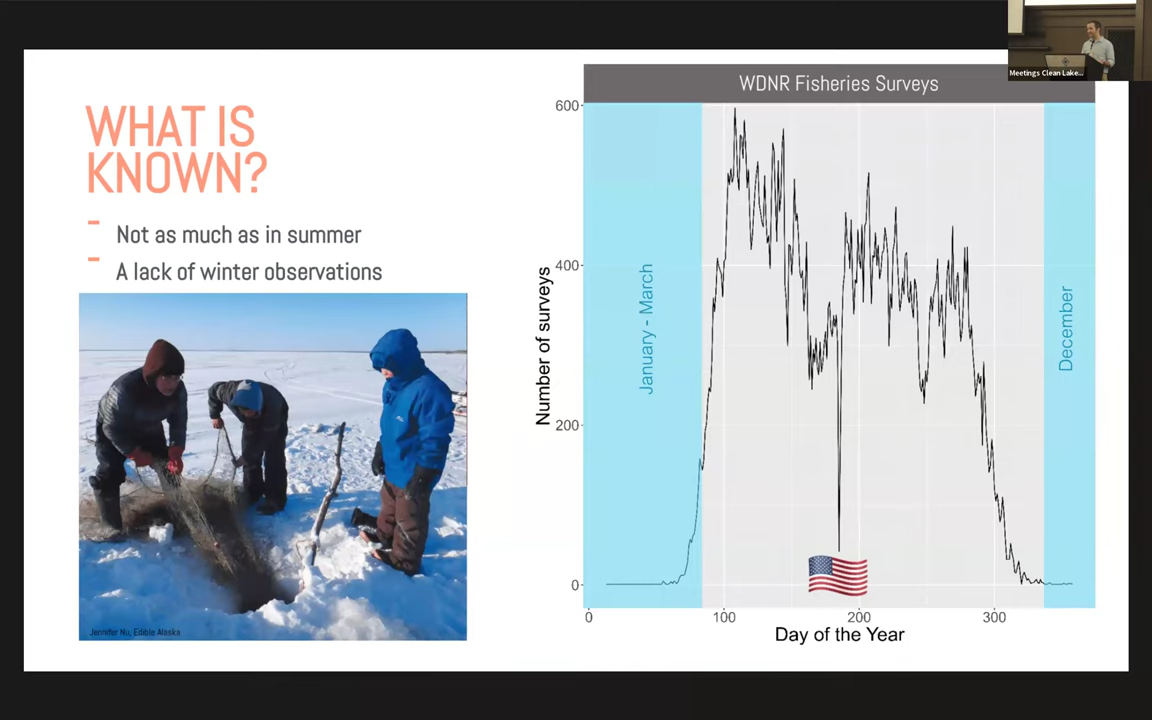 WHAT IS
KNOWN?
- Not as much as in summer
- A lack of winter observations
Jennifer Nu, Edible Alaska
WDNR Fisheries Surveys
600
400
200
0
Number of surveys
January - March
December
0 100 200 300
Day of the Year
Meetings Clean Lake...